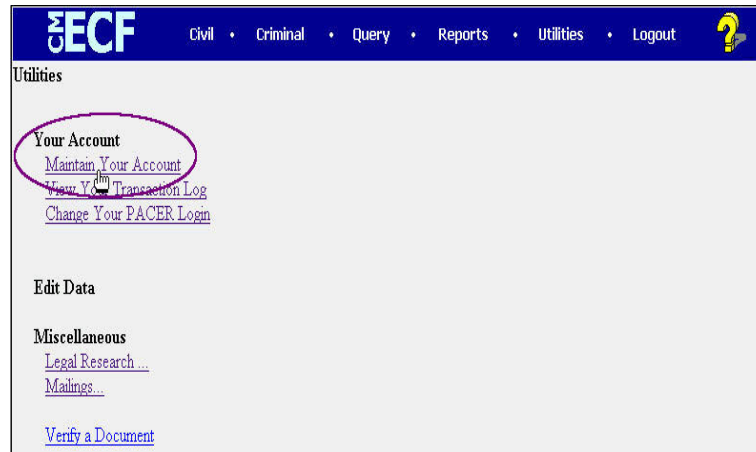 CM ECF Civil • Criminal • Query • Reports • Utilities • Logout ?
Utilities
Your Account
Maintain Your Account
View Your Transaction Log
Change Your PACER Login
Edit Data
Miscellaneous
Legal Research ...
Mailings...
Verify a Document